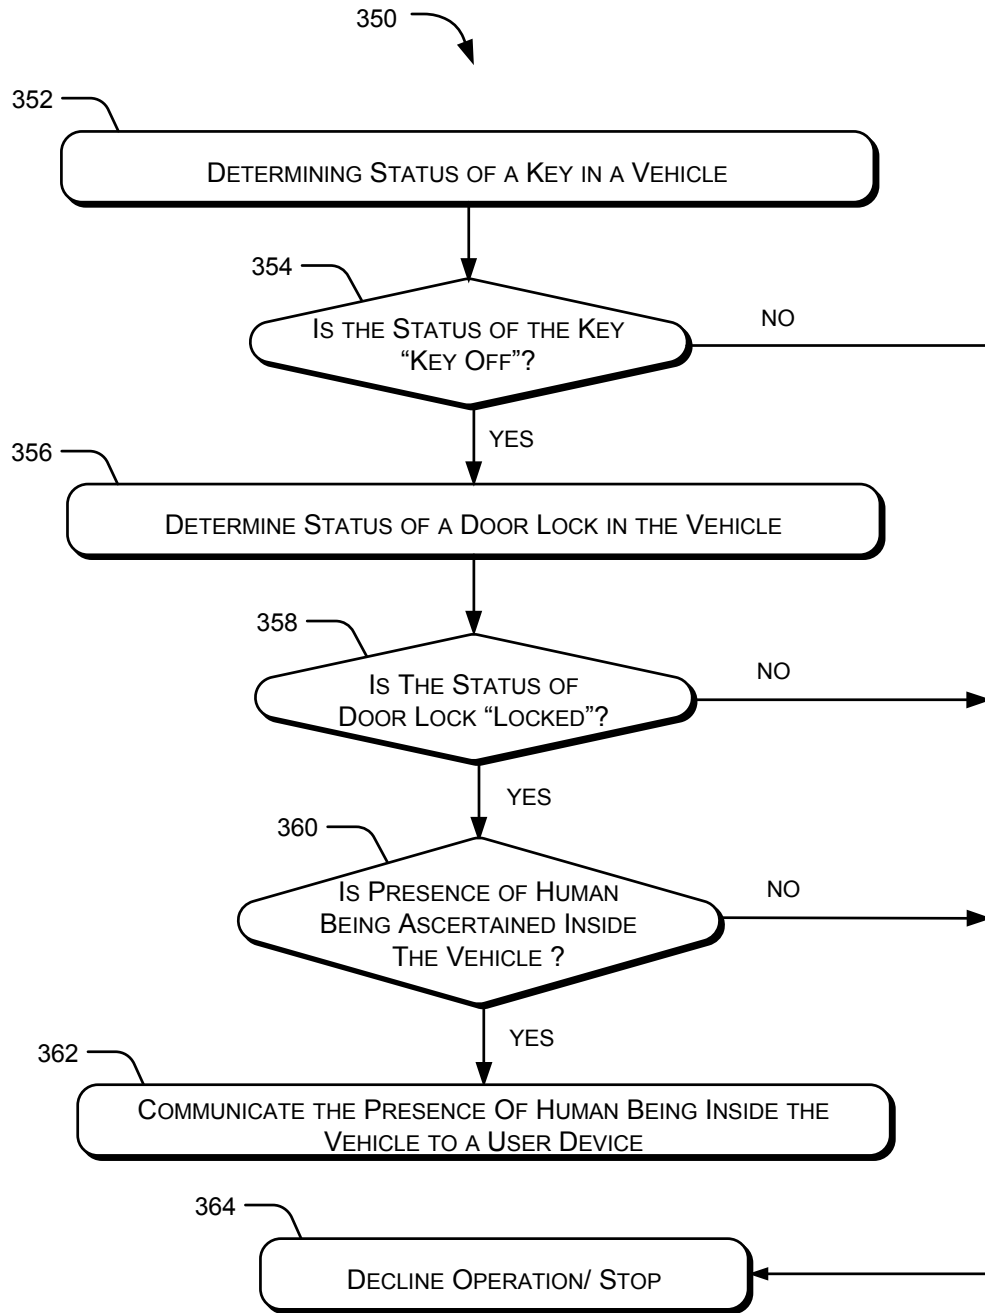 350
352
DETERMINING STATUS OF A KEY IN A VEHICLE
354
IS THE STATUS OF THE KEY
“KEY OFF”?
NO
YES
356
DETERMINE STATUS OF A DOOR LOCK IN THE VEHICLE
358
IS THE STATUS OF
DOOR LOCK “LOCKED”?
NO
YES
360
IS PRESENCE OF HUMAN
BEING ASCERTAINED INSIDE
THE VEHICLE ?
NO
YES
362
COMMUNICATE THE PRESENCE OF HUMAN BEING INSIDE THE
VEHICLE TO A USER DEVICE
364
DECLINE OPERATION/ STOP